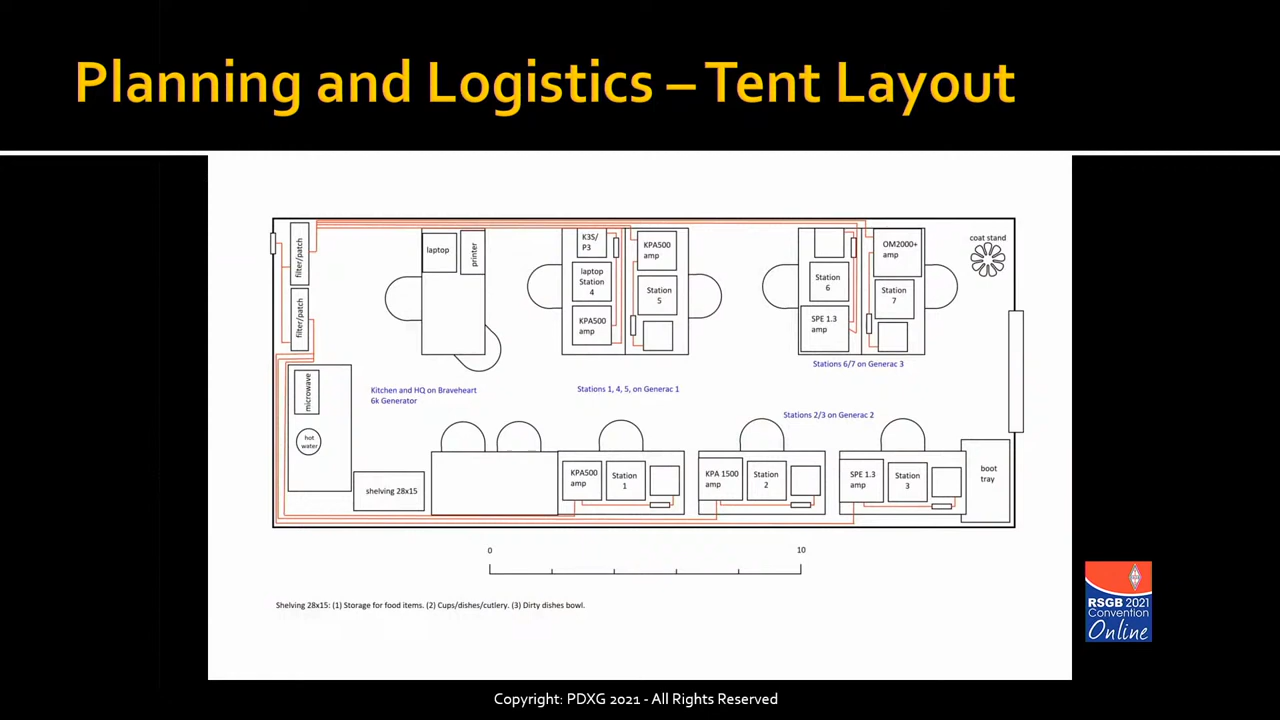 Planning and Logistics – Tent Layout
filter/patch
filter/patch
laptop
printer
K3S/
P3
laptop
Station
4
KPA500
amp
KPA500
amp
Station
5
Station
6
SPE 1.3
amp
OM2000+
amp
Station
7
coat stand
Stations 6/7 on Generac 3
Kitchen and HQ on Braveheart
6k Generator
Stations 1, 4, 5, on Generac 1
Stations 2/3 on Generac 2
microwave
hot
water
shelving 28x15
KPA500
amp
Station
1
KPA 1500
amp
Station
2
SPE 1.3
amp
Station
3
boot
tray
0
10
Shelving 28x15: (1) Storage for food items. (2) Cups/dishes/cutlery. (3) Dirty dishes bowl.
RSGB 2021
Convention
Online
Copyright: PDXG 2021 - All Rights Reserved